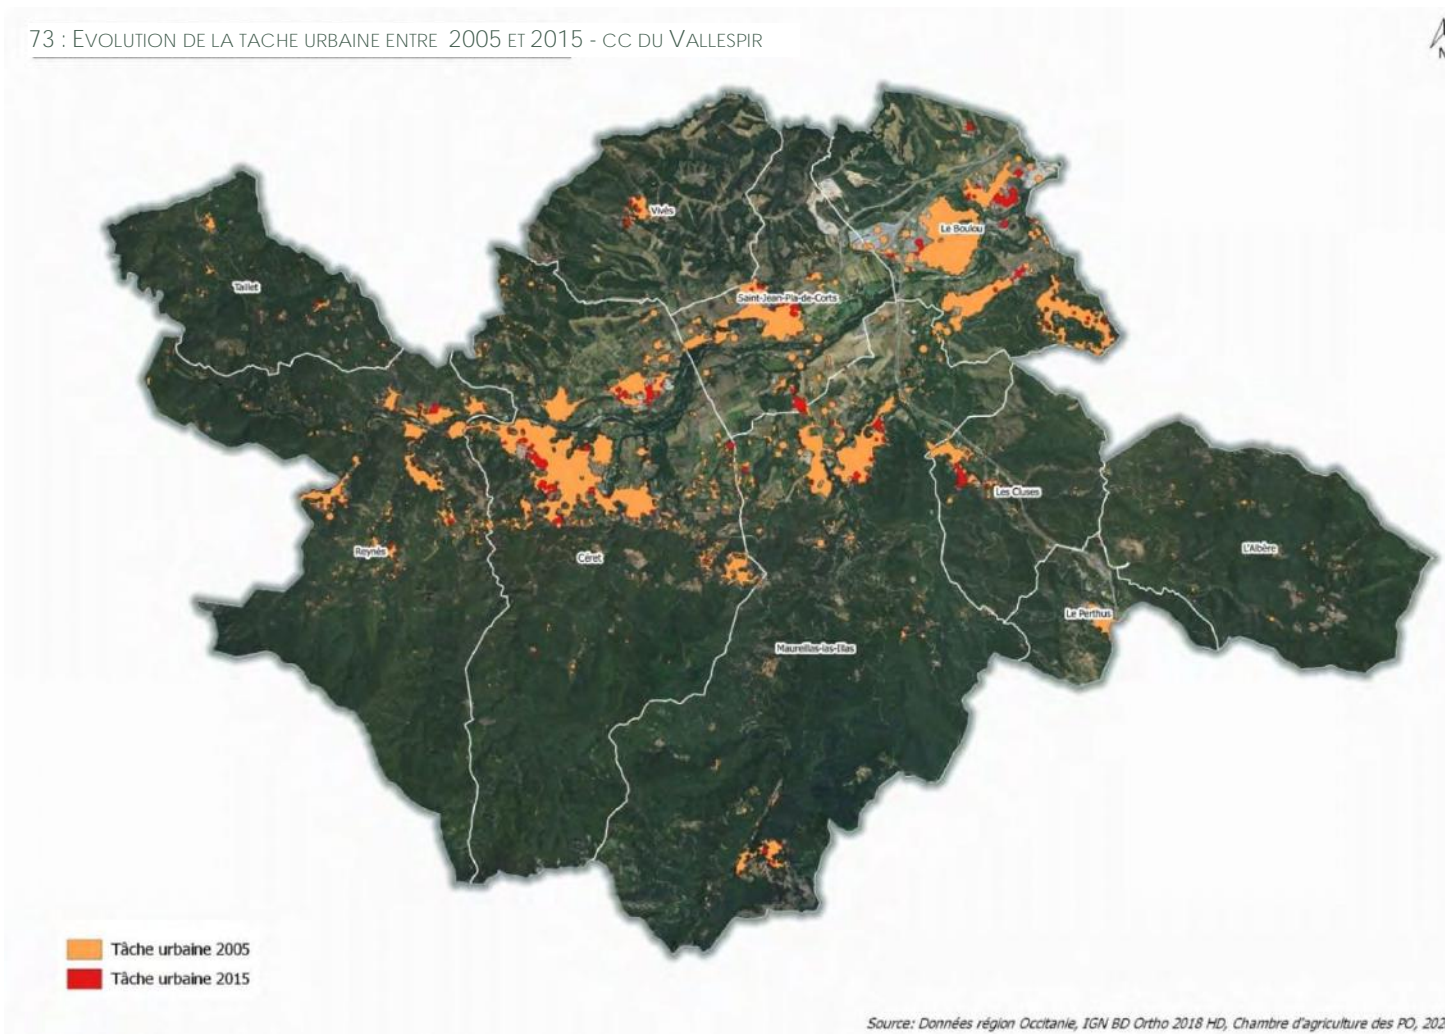 73 : EVOLUTION DE LA TACHE URBAINE ENTRE 2005 ET 2015 - CC DU VALLESPIR
N
Vivès
Le Boulou
Taillet
Saint-Jean-Pla-de-Corts
Les Cluses
Reynès
Céret
L'Albère
Le Perthus
Maureillas-las-Illas
Tâche urbaine 2005
Tâche urbaine 2015
Source: Données région Occitanie, IGN BD Ortho 2018 HD, Chambre d'agriculture des PO, 202